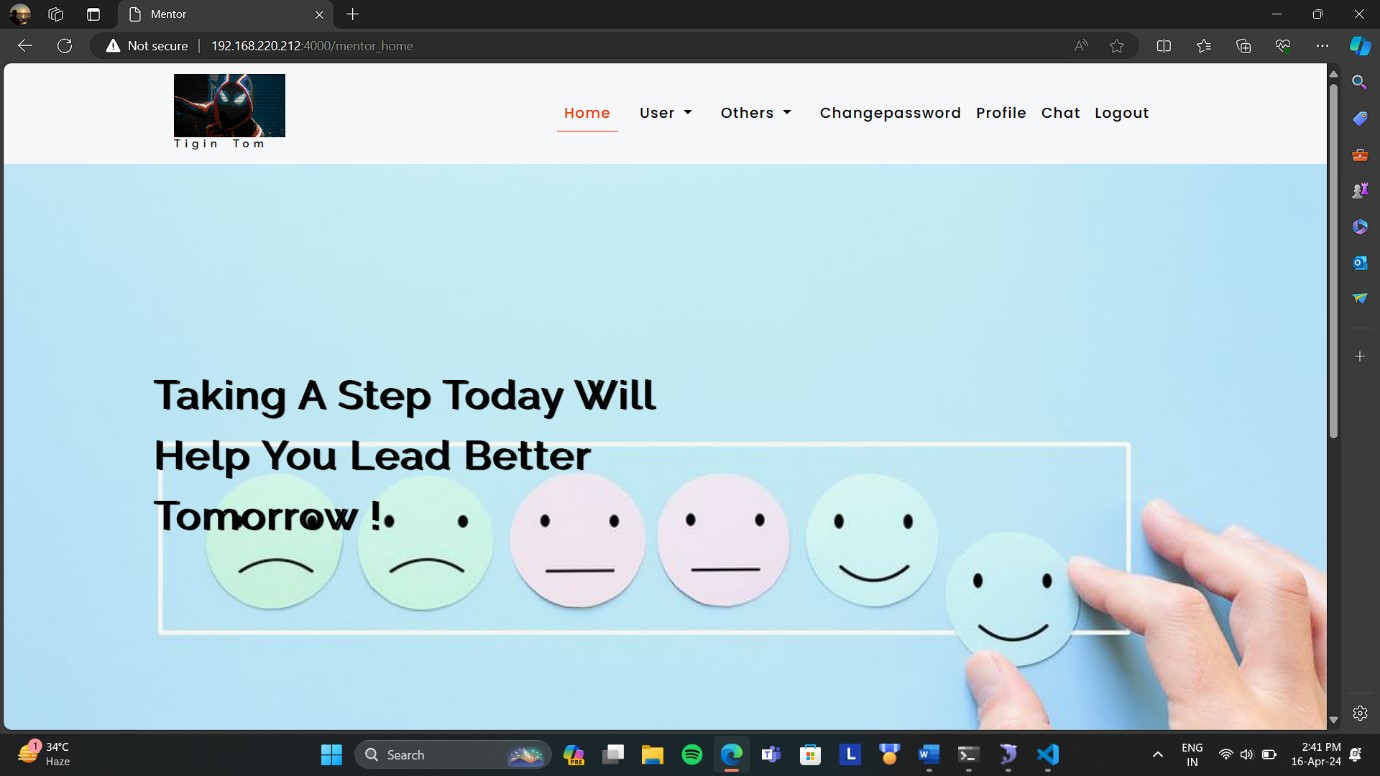 Mentor
Not secure
192.168.220.212:4000/mentor_home
Home User Others Changepassword Profile Chat Logout
Tigin Tom
Taking A Step Today Will
Help You Lead Better
Tomorrow !
1
34°C
Haze
Search
PRE
L
ENG
IN
2:41 PM
16-Apr-24